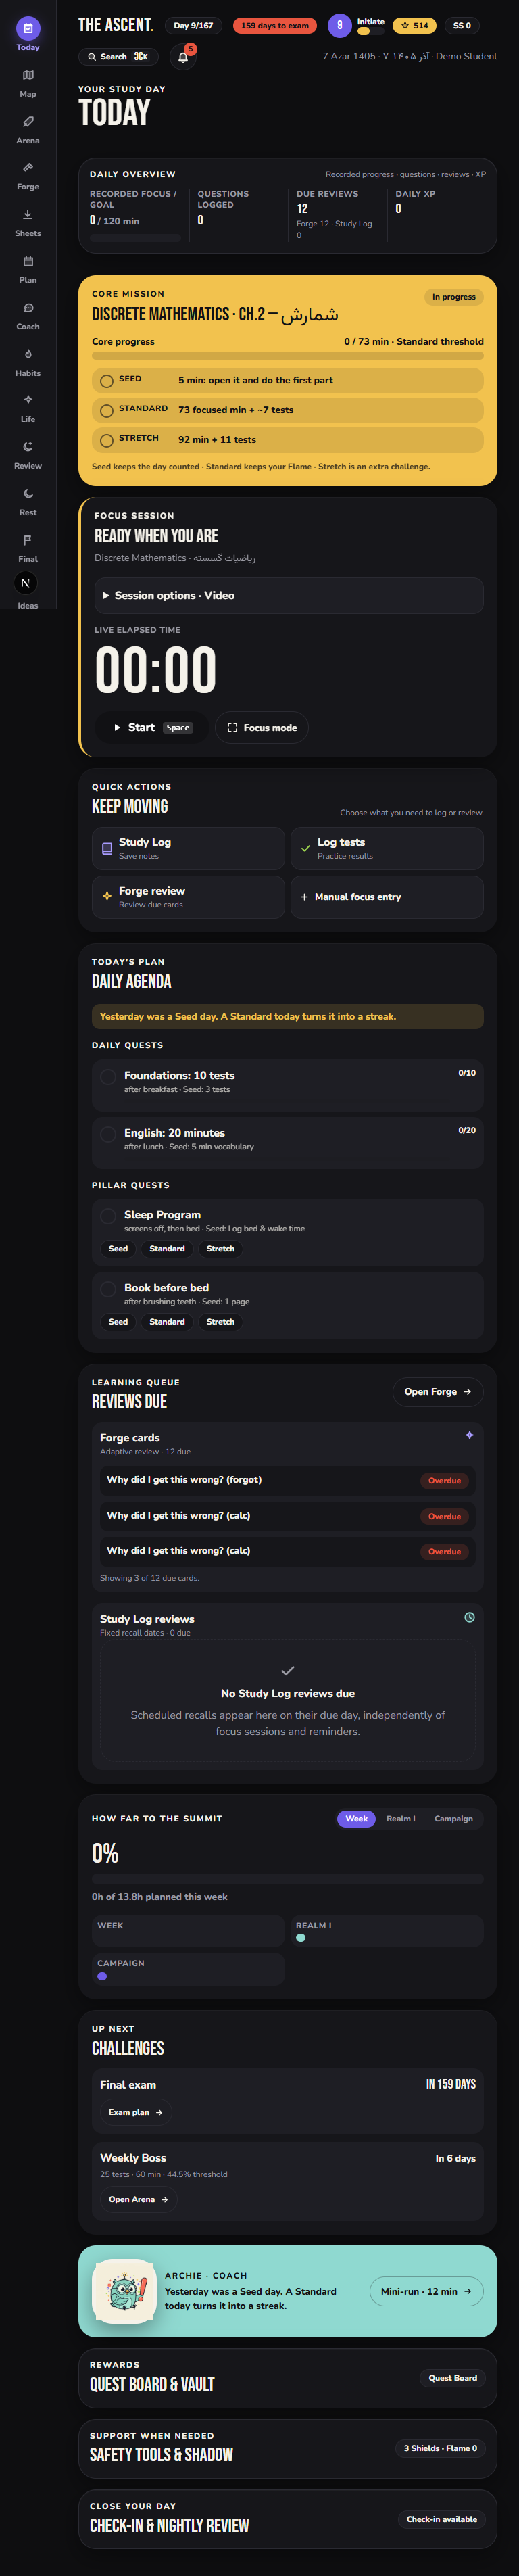 THE ASCENT.
Day 9/167
159 days to exam
9
Initiate
514
SS 0
Search ⌘K
5
7 Azar 1405 · ۷ آذر ۱۴۰۵ · Demo Student
Today
Map
Arena
Forge
Sheets
Plan
Coach
Habits
Life
Review
Rest
Final
N
Ideas
YOUR STUDY DAY
TODAY
DAILY OVERVIEW
Recorded progress · questions · reviews · XP
RECORDED FOCUS /
GOAL
0 / 120 min
QUESTIONS
LOGGED
0
DUE REVIEWS
12
Forge 12 · Study Log
0
DAILY XP
0
CORE MISSION
In progress
DISCRETE MATHEMATICS · CH.2 — شمارش
Core progress
0 / 73 min · Standard threshold
SEED
5 min: open it and do the first part
STANDARD
73 focused min + ~7 tests
STRETCH
92 min + 11 tests
Seed keeps the day counted · Standard keeps your Flame · Stretch is an extra challenge.
FOCUS SESSION
READY WHEN YOU ARE
Discrete Mathematics · ریاضیات گسسته
Session options · Video
LIVE ELAPSED TIME
00:00
Start Space
Focus mode
QUICK ACTIONS
KEEP MOVING
Choose what you need to log or review.
Study Log
Save notes
Log tests
Practice results
Forge review
Review due cards
Manual focus entry
TODAY'S PLAN
DAILY AGENDA
Yesterday was a Seed day. A Standard today turns it into a streak.
DAILY QUESTS
Foundations: 10 tests
0/10
after breakfast · Seed: 3 tests
English: 20 minutes
0/20
after lunch · Seed: 5 min vocabulary
PILLAR QUESTS
Sleep Program
screens off, then bed · Seed: Log bed & wake time
Seed
Standard
Stretch
Book before bed
after brushing teeth · Seed: 1 page
Seed
Standard
Stretch
LEARNING QUEUE
REVIEWS DUE
Open Forge →
Forge cards
Adaptive review · 12 due
Why did I get this wrong? (forgot)
Overdue
Why did I get this wrong? (calc)
Overdue
Why did I get this wrong? (calc)
Overdue
Showing 3 of 12 due cards.
Study Log reviews
Fixed recall dates · 0 due
No Study Log reviews due
Scheduled recalls appear here on their due day, independently of
focus sessions and reminders.
HOW FAR TO THE SUMMIT
Week
Realm I
Campaign
0%
0h of 13.8h planned this week
WEEK
REALM I
CAMPAIGN
UP NEXT
CHALLENGES
Final exam
IN 159 DAYS
Exam plan →
Weekly Boss
In 6 days
25 tests · 60 min · 44.5% threshold
Open Arena →
ARCHIE · COACH
Yesterday was a Seed day. A Standard
today turns it into a streak.
Mini-run · 12 min →
REWARDS
QUEST BOARD & VAULT
Quest Board
SUPPORT WHEN NEEDED
SAFETY TOOLS & SHADOW
3 Shields · Flame 0
CLOSE YOUR DAY
CHECK-IN & NIGHTLY REVIEW
Check-in available